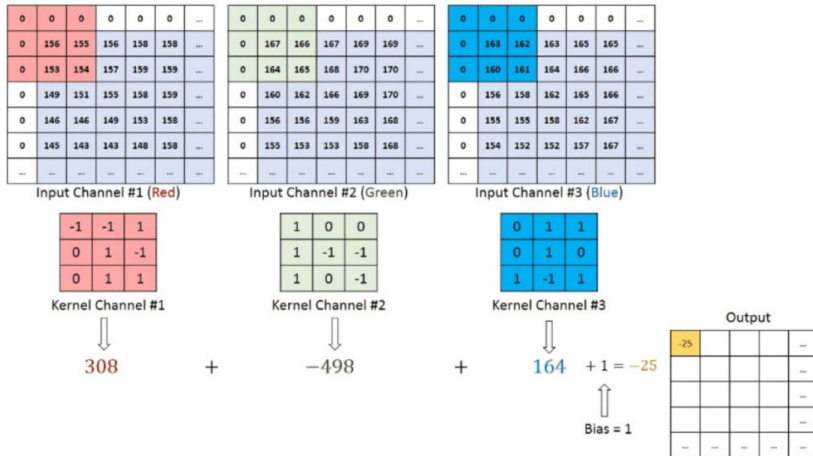 0 0 0 0 0 0 ... 0 0 0 0 0 0 ... 0 0 0 0 0 0 ...
0 156 155 156 158 158 ... 0 167 166 167 169 169 ... 0 163 162 163 165 165 ...
0 153 154 157 159 159 ... 0 164 165 168 170 170 ... 0 160 161 164 166 166 ...
0 149 151 155 158 159 ... 0 160 162 166 169 170 ... 0 156 158 162 165 166 ...
0 146 146 149 153 158 ... 0 156 156 159 163 168 ... 0 155 155 158 162 167 ...
0 145 143 143 148 158 ... 0 155 153 153 158 168 ... 0 154 152 152 157 167 ...
... ... ... ... ... ... ... ... ... ... ... ... ... ... ... ... ... ... ... ... ...
Input Channel #1 (Red) Input Channel #2 (Green) Input Channel #3 (Blue)
-1 -1 1 1 0 0 0 1 1
0 1 -1 1 -1 -1 0 1 0
0 1 1 1 0 -1 1 -1 1
Kernel Channel #1 Kernel Channel #2 Kernel Channel #3
308 + −498 + 164 + 1 = −25
Bias = 1
Output
-25 ...
...
...
...
... ... ... ... ...